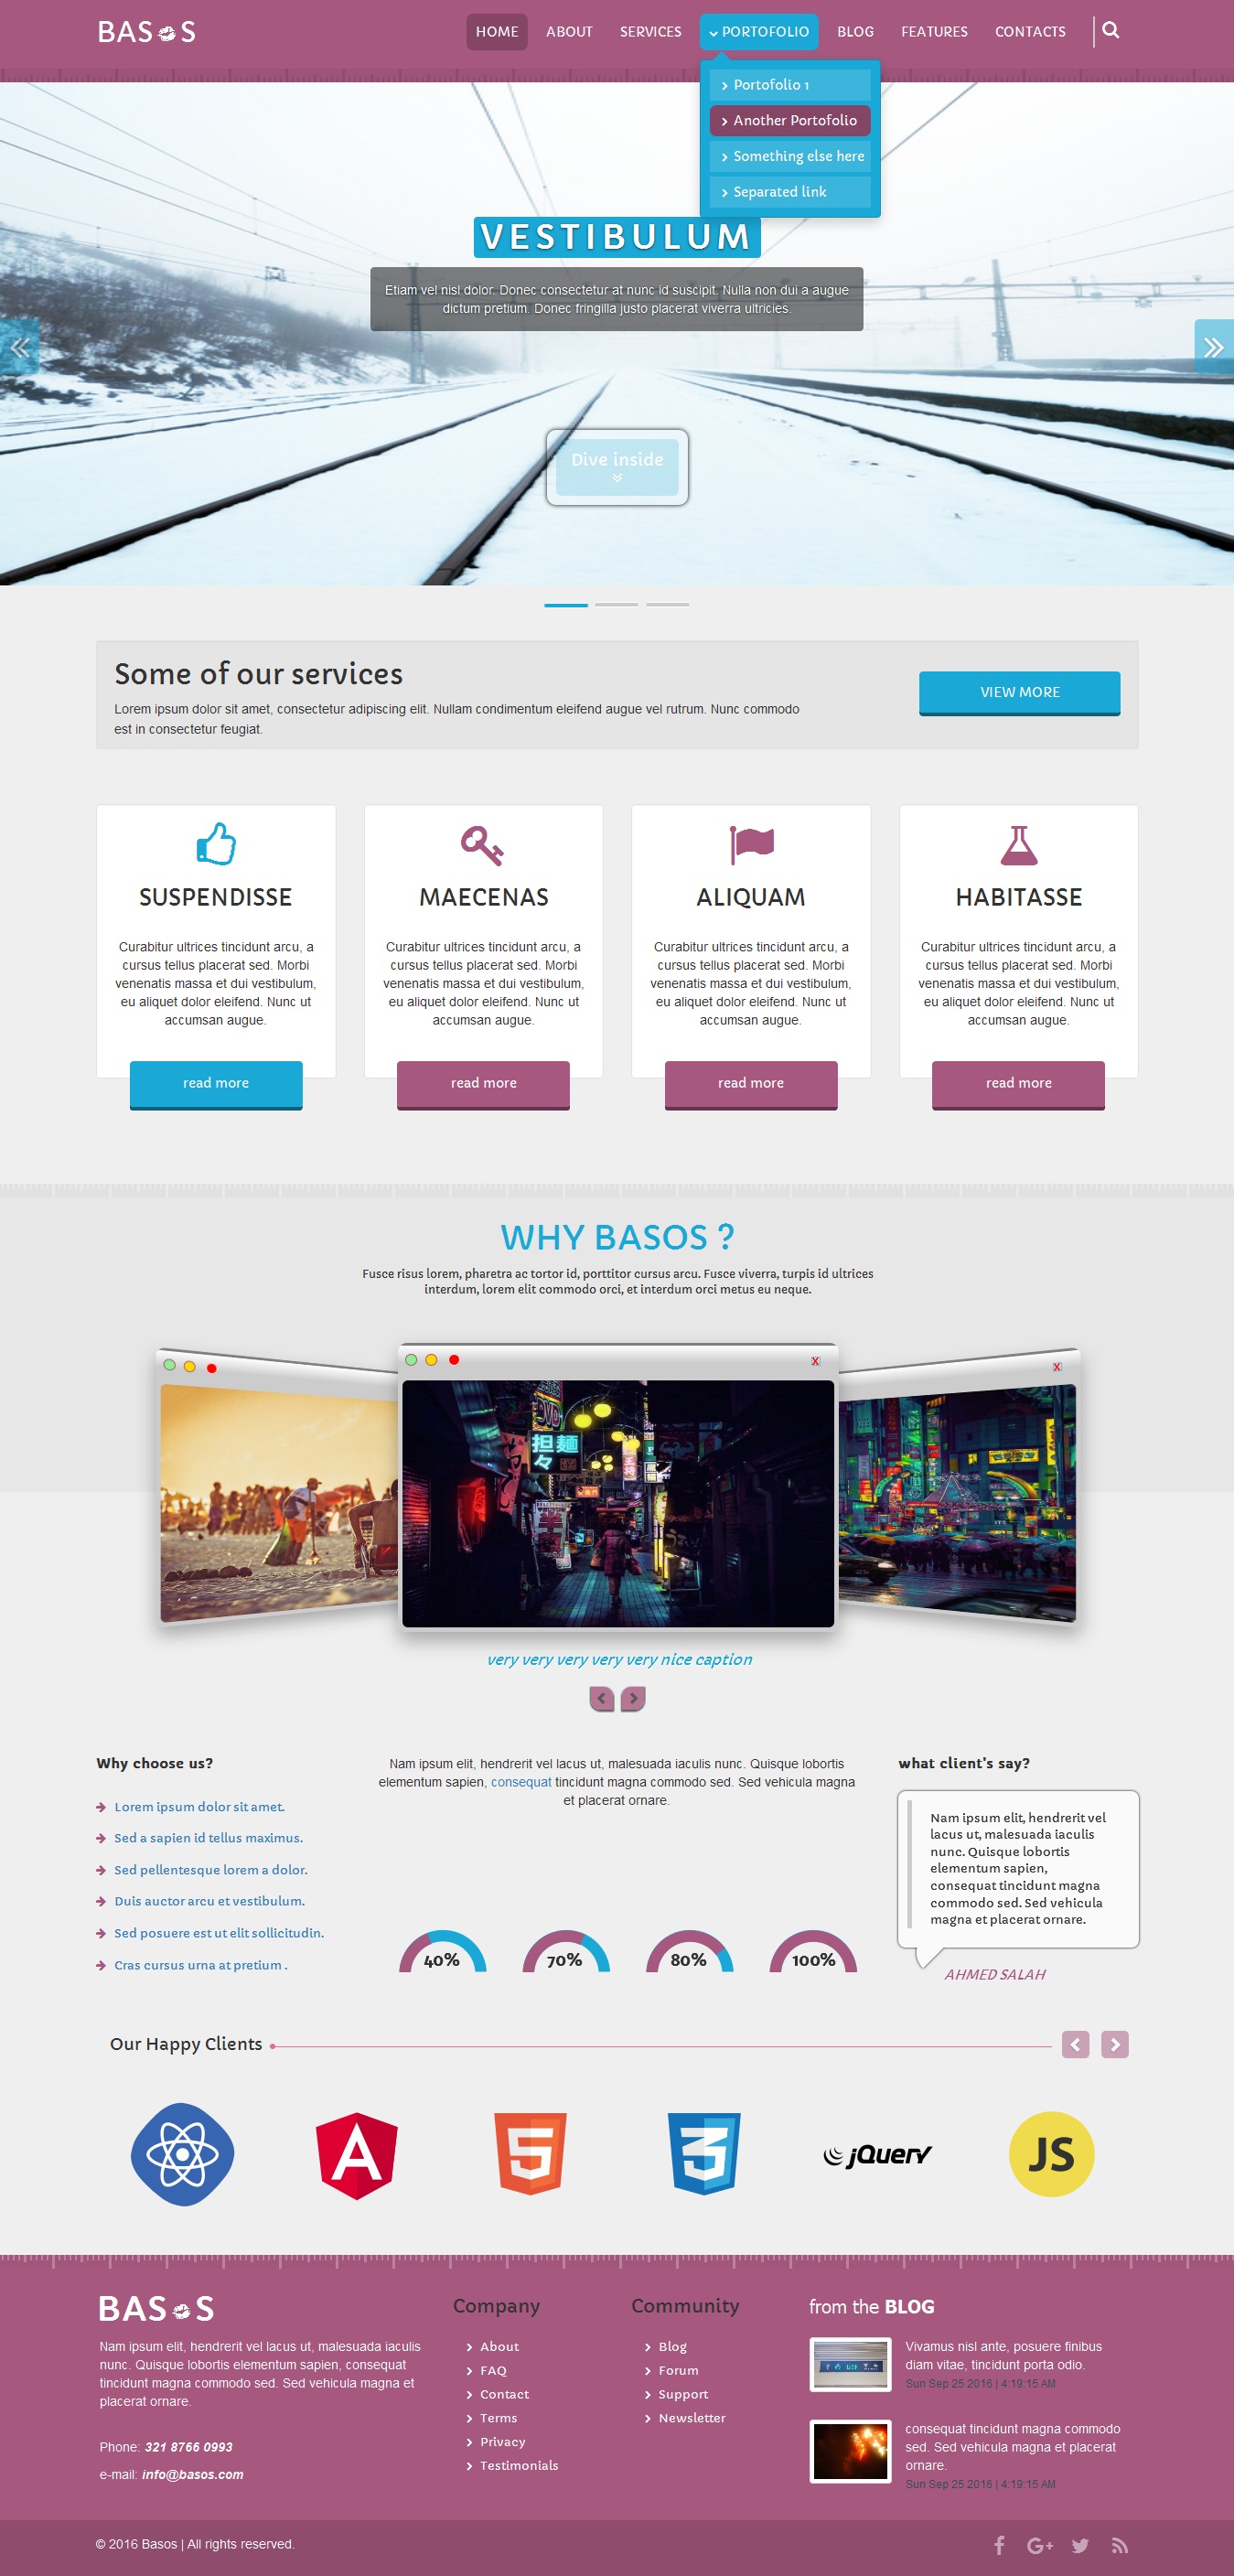 BAS S
HOME ABOUT SERVICES PORTOFOLIO BLOG FEATURES CONTACTS
Portofolio 1
Another Portofolio
Something else here
Separated link
VESTIBULUM
Etiam vel nisl dolor. Donec consectetur at nunc id suscipit. Nulla non dui a augue
dictum pretium. Donec fringilla justo placerat viverra ultricies.
Dive inside
Some of our services
Lorem ipsum dolor sit amet, consectetur adipiscing elit. Nullam condimentum eleifend augue vel rutrum. Nunc commodo
est in consectetur feugiat.
VIEW MORE
SUSPENDISSE
Curabitur ultrices tincidunt arcu, a
cursus tellus placerat sed. Morbi
venenatis massa et dui vestibulum,
eu aliquet dolor eleifend. Nunc ut
accumsan augue.
read more
MAECENAS
Curabitur ultrices tincidunt arcu, a
cursus tellus placerat sed. Morbi
venenatis massa et dui vestibulum,
eu aliquet dolor eleifend. Nunc ut
accumsan augue.
read more
ALIQUAM
Curabitur ultrices tincidunt arcu, a
cursus tellus placerat sed. Morbi
venenatis massa et dui vestibulum,
eu aliquet dolor eleifend. Nunc ut
accumsan augue.
read more
HABITASSE
Curabitur ultrices tincidunt arcu, a
cursus tellus placerat sed. Morbi
venenatis massa et dui vestibulum,
eu aliquet dolor eleifend. Nunc ut
accumsan augue.
read more
WHY BASOS ?
Fusce risus lorem, pharetra ac tortor id, porttitor cursus arcu. Fusce viverra, turpis id ultrices
interdum, lorem elit commodo orci, et interdum orci metus eu neque.
X
X
DVD
担麺
々
very very very very very nice caption
Why choose us?
Lorem ipsum dolor sit amet.
Sed a sapien id tellus maximus.
Sed pellentesque lorem a dolor.
Duis auctor arcu et vestibulum.
Sed posuere est ut elit sollicitudin.
Cras cursus urna at pretium .
Nam ipsum elit, hendrerit vel lacus ut, malesuada iaculis nunc. Quisque lobortis
elementum sapien, consequat tincidunt magna commodo sed. Sed vehicula magna
et placerat ornare.
40% 70% 80% 100%
what client's say?
Nam ipsum elit, hendrerit vel
lacus ut, malesuada iaculis
nunc. Quisque lobortis
elementum sapien,
consequat tincidunt magna
commodo sed. Sed vehicula
magna et placerat ornare.
AHMED SALAH
Our Happy Clients
A
5
3
jQuery
JS
BAS S
Nam ipsum elit, hendrerit vel lacus ut, malesuada iaculis
nunc. Quisque lobortis elementum sapien, consequat
tincidunt magna commodo sed. Sed vehicula magna et
placerat ornare.
Phone: 321 8766 0993
e-mail: info@basos.com
Company
About
FAQ
Contact
Terms
Privacy
Testimonials
Community
Blog
Forum
Support
Newsletter
from the BLOG
Vivamus nisl ante, posuere finibus
diam vitae, tincidunt porta odio.
Sun Sep 25 2016 | 4:19:15 AM
consequat tincidunt magna commodo
sed. Sed vehicula magna et placerat
ornare.
Sun Sep 25 2016 | 4:19:15 AM
© 2016 Basos | All rights reserved.
f G+